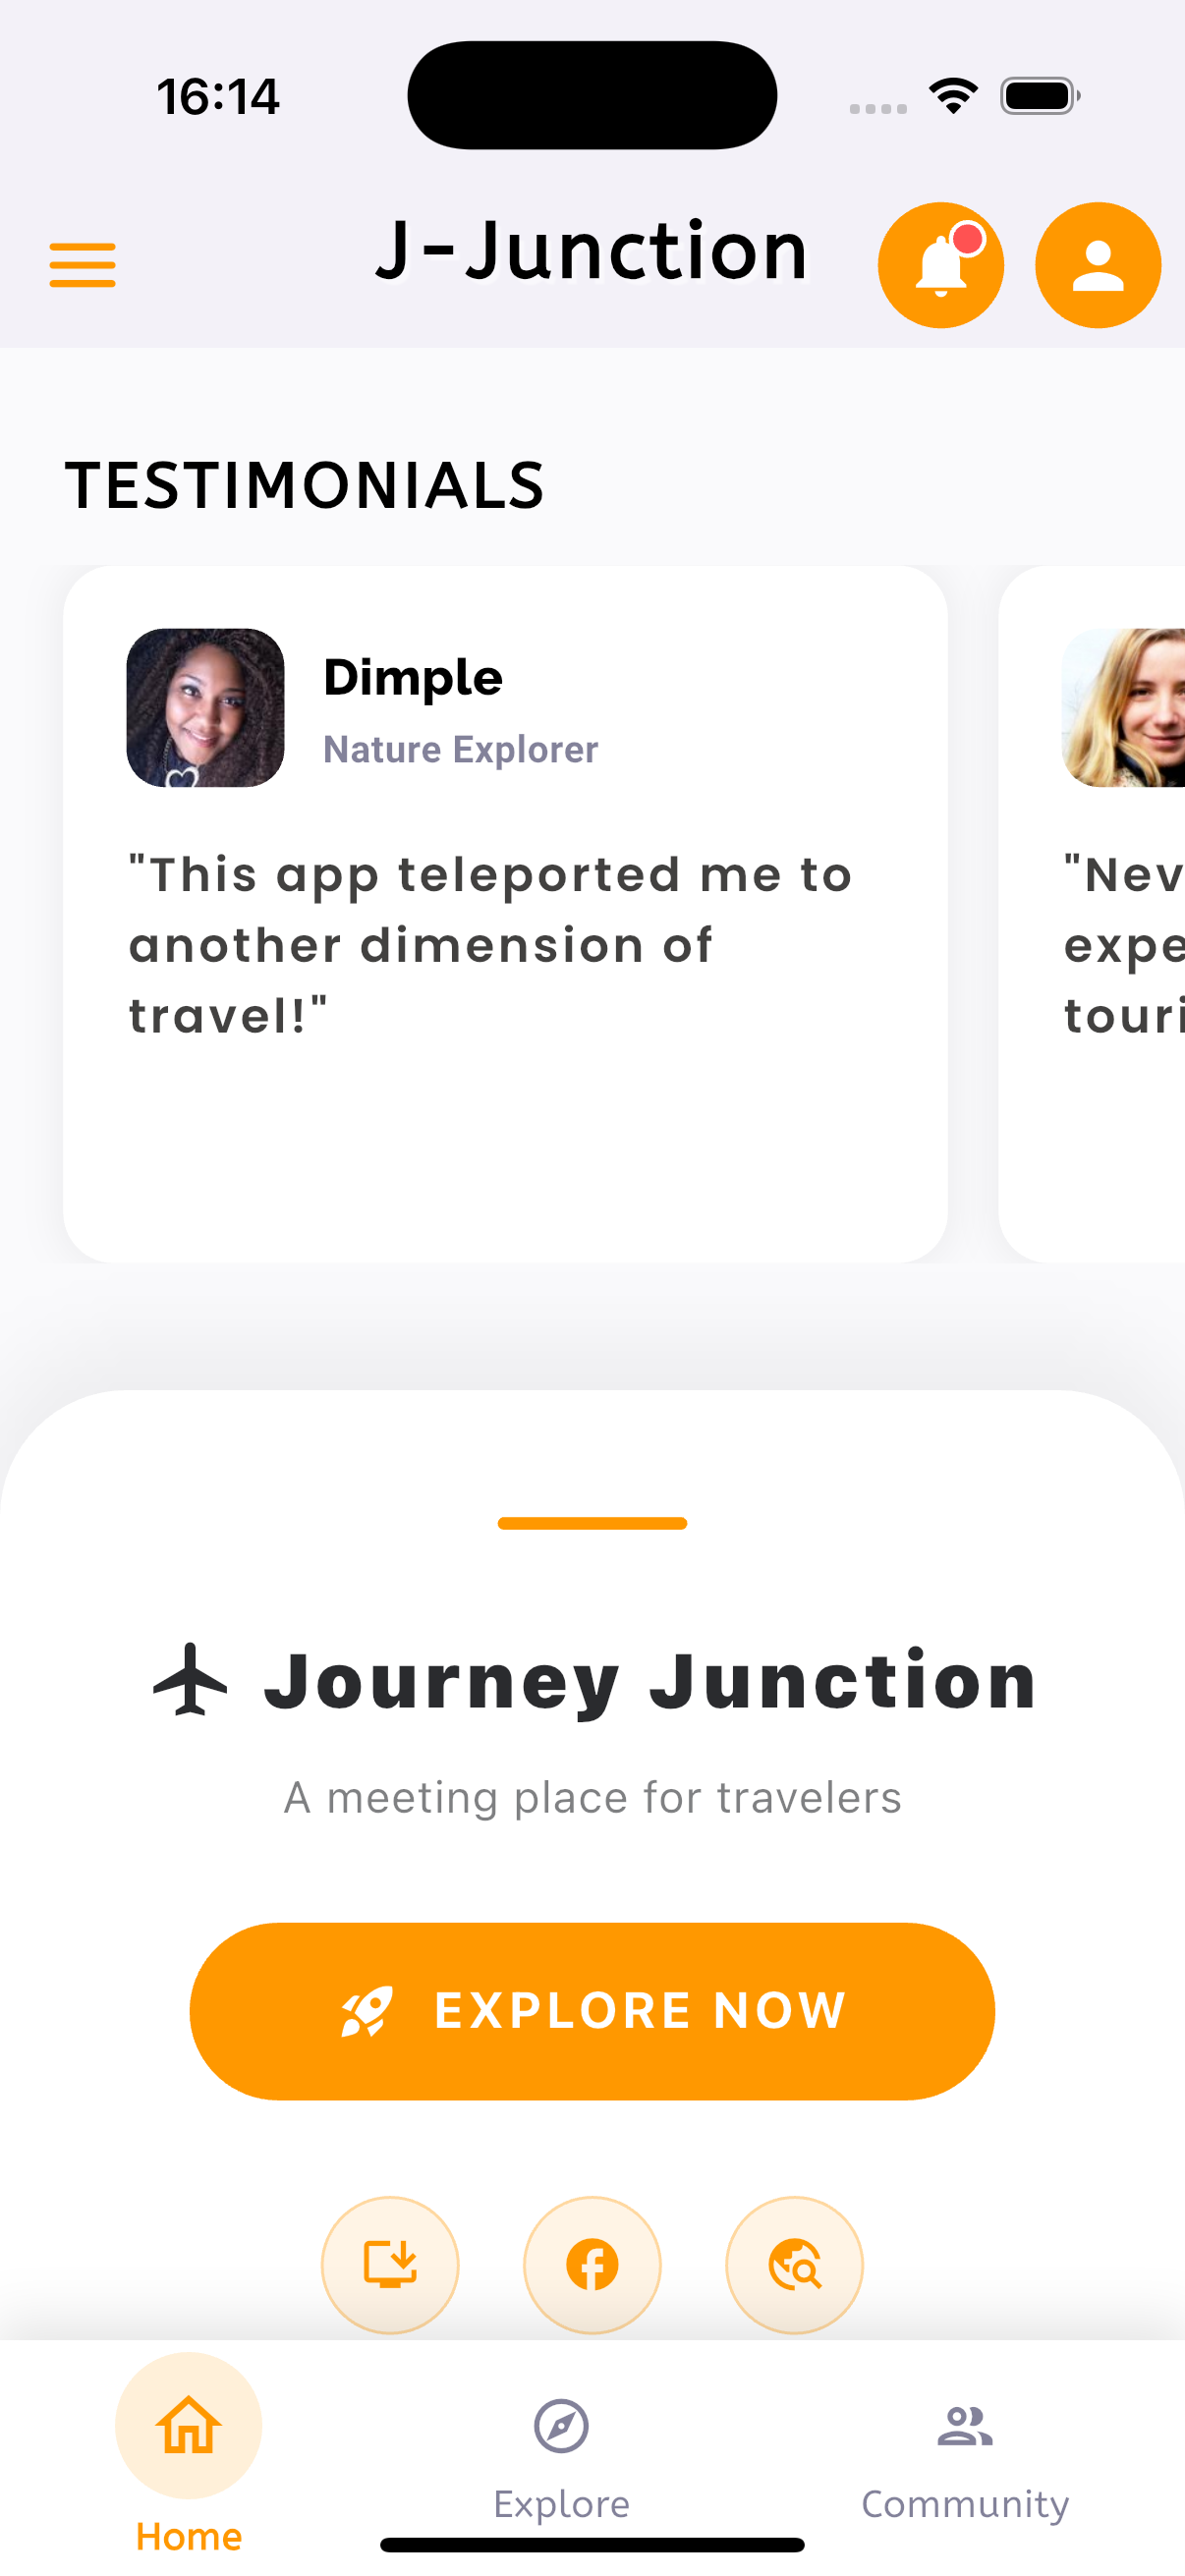 16:14
J-Junction
TESTIMONIALS
Dimple
Nature Explorer
"This app teleported me to
another dimension of
travel!"
"Nev
expe
touri
Journey Junction
A meeting place for travelers
EXPLORE NOW
Home
Explore
Community